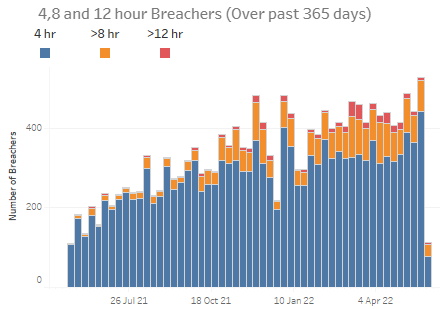 4,8 and 12 hour Breachers (Over past 365 days)
4 hr >8 hr >12 hr
Number of Breachers
400
200
0
26 Jul 21 18 Oct 21 10 Jan 22 4 Apr 22